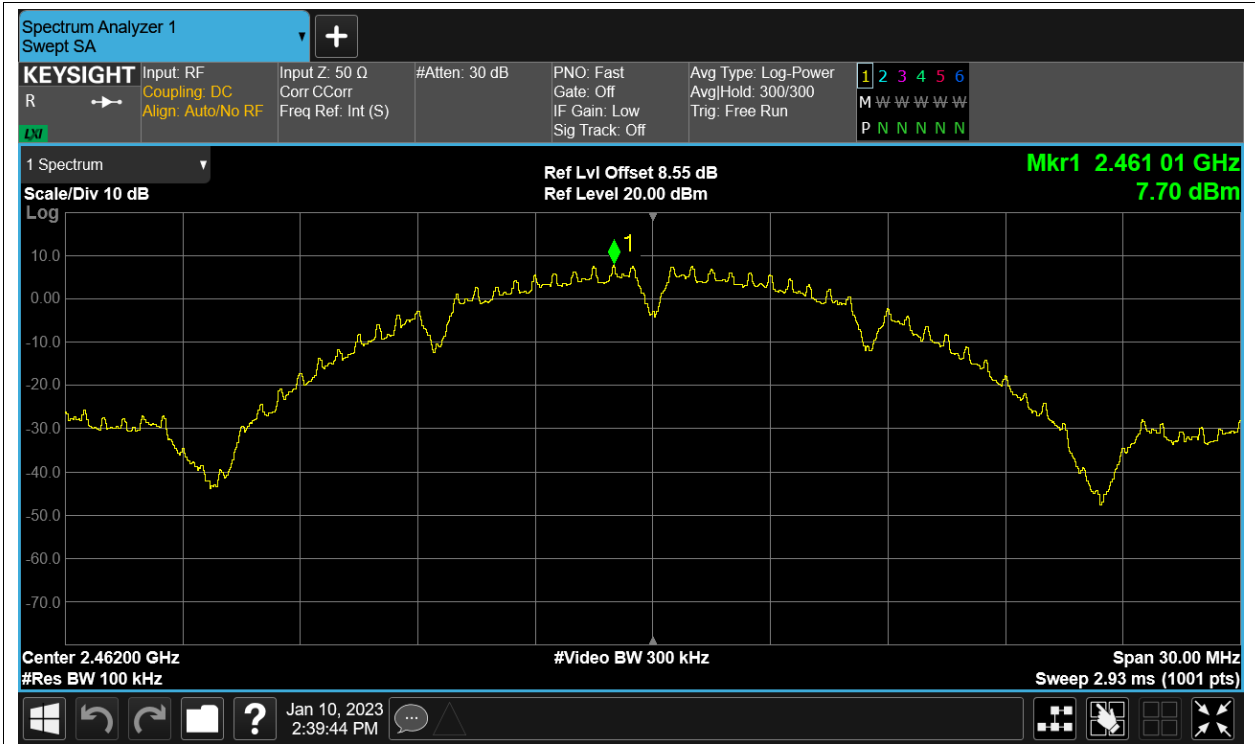 Spectrum Analyzer 1
Swept SA
KEYSIGHT
R
LXI
Input: RF
Coupling: DC
Align: Auto/No RF
Input Z: 50 Ω
Corr CCorr
Freq Ref: Int (S)
#Atten: 30 dB
PNO: Fast
Gate: Off
IF Gain: Low
Sig Track: Off
Avg Type: Log-Power
Avg|Hold: 300/300
Trig: Free Run
1 2 3 4 5 6
M W W W W W W
P N N N N N N
1 Spectrum
Scale/Div 10 dB
Ref Lvl Offset 8.55 dB
Ref Level 20.00 dBm
Mkr1 2.461 01 GHz
7.70 dBm
Log
1
10.0
0.00
-10.0
-20.0
-30.0
-40.0
-50.0
-60.0
-70.0
Center 2.46200 GHz
#Video BW 300 kHz
Span 30.00 MHz
#Res BW 100 kHz
Sweep 2.93 ms (1001 pts)
?
Jan 10, 2023
2:39:44 PM